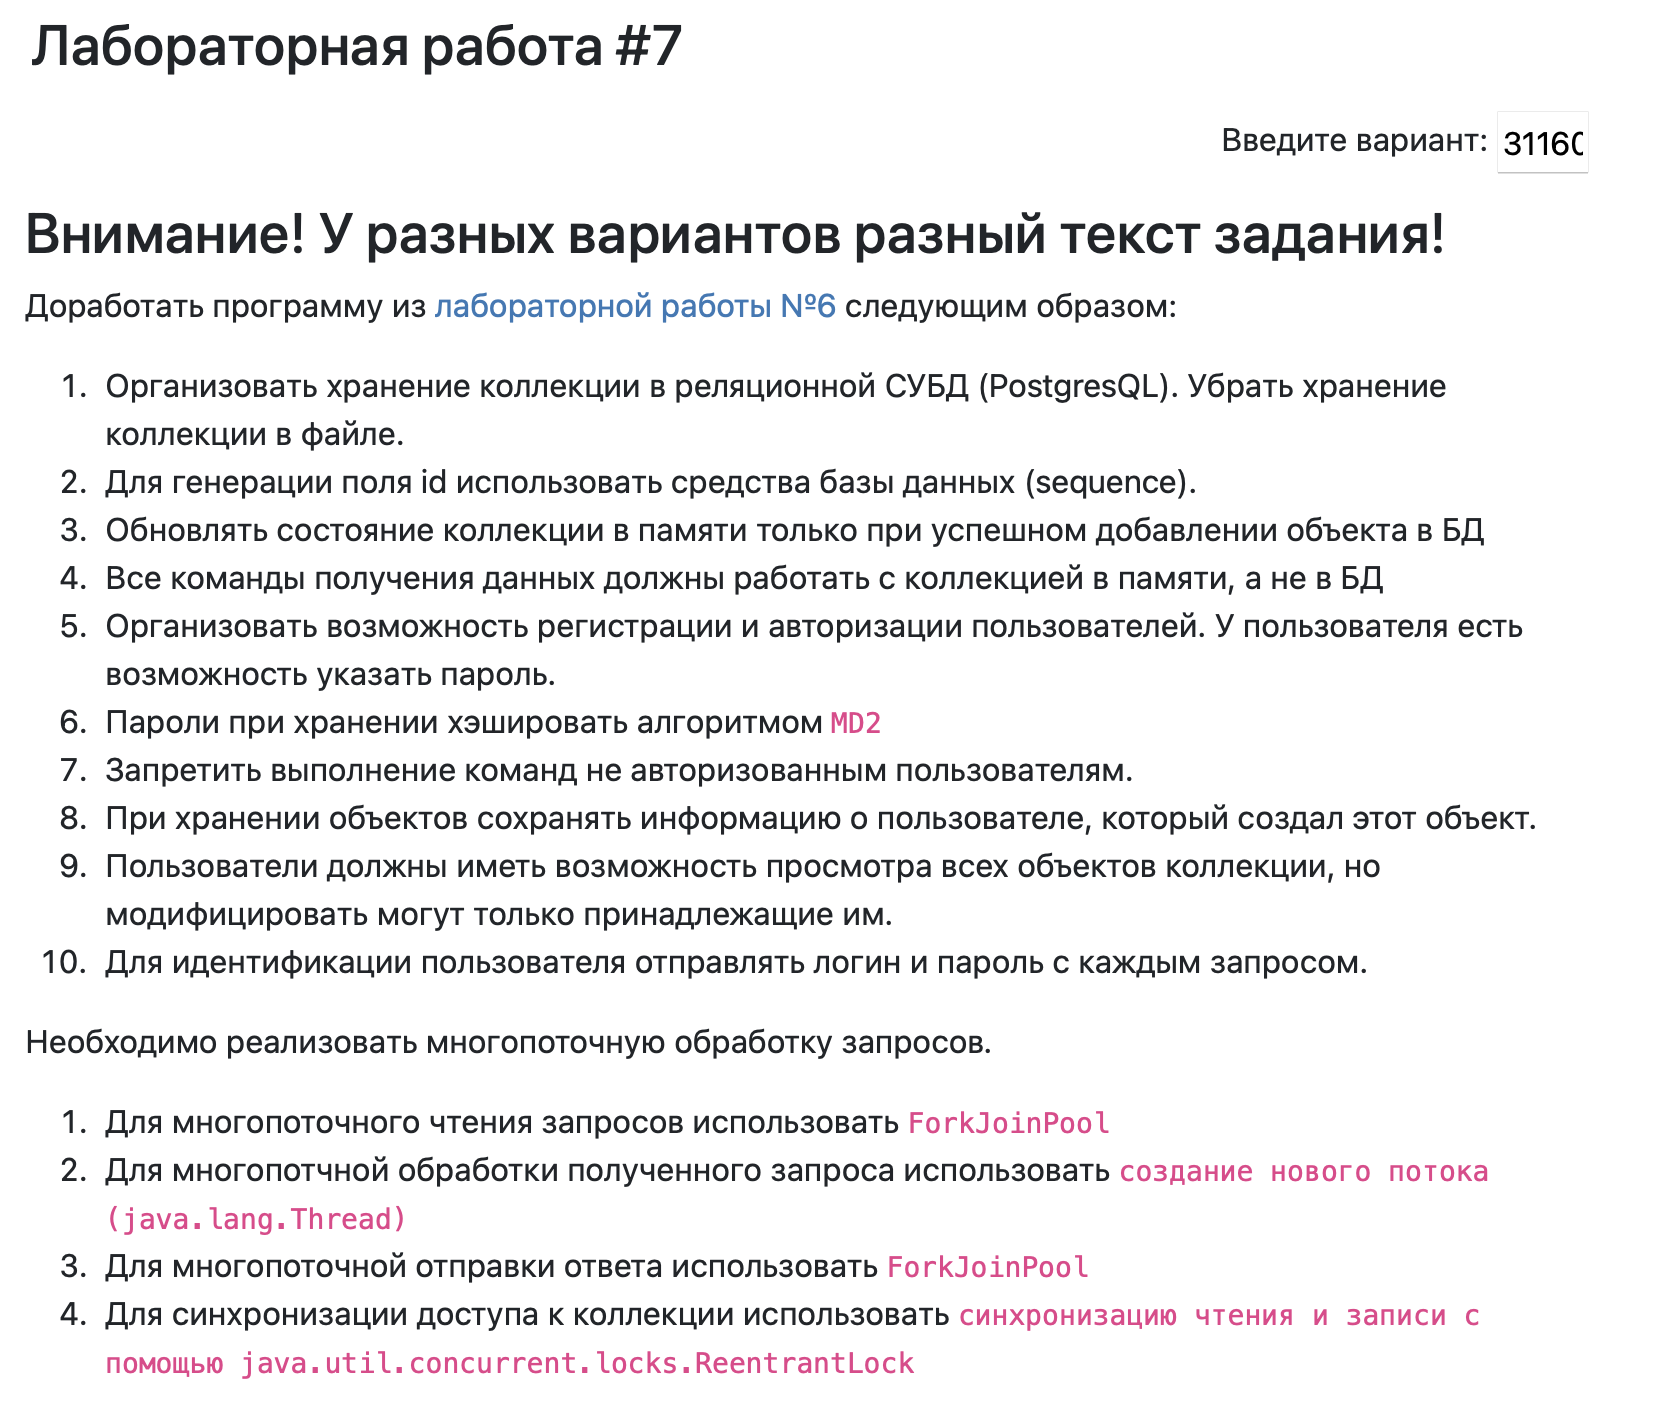 Лабораторная работа #7
Введите вариант: 31160
Внимание! У разных вариантов разный текст задания!
Доработать программу из лабораторной работы №6 следующим образом:
1. Организовать хранение коллекции в реляционной СУБД (PostgresQL). Убрать хранение
коллекции в файле.
2. Для генерации поля id использовать средства базы данных (sequence).
3. Обновлять состояние коллекции в памяти только при успешном добавлении объекта в БД
4. Все команды получения данных должны работать с коллекцией в памяти, а не в БД
5. Организовать возможность регистрации и авторизации пользователей. У пользователя есть
возможность указать пароль.
6. Пароли при хранении хэшировать алгоритмом MD2
7. Запретить выполнение команд не авторизованным пользователям.
8. При хранении объектов сохранять информацию о пользователе, который создал этот объект.
9. Пользователи должны иметь возможность просмотра всех объектов коллекции, но
модифицировать могут только принадлежащие им.
10. Для идентификации пользователя отправлять логин и пароль с каждым запросом.
Необходимо реализовать многопоточную обработку запросов.
1. Для многопоточного чтения запросов использовать ForkJoinPool
2. Для многопотчной обработки полученного запроса использовать создание нового потока
(java.lang.Thread)
3. Для многопоточной отправки ответа использовать ForkJoinPool
4. Для синхронизации доступа к коллекции использовать синхронизацию чтения и записи с
помощью java.util.concurrent.locks.ReentrantLock